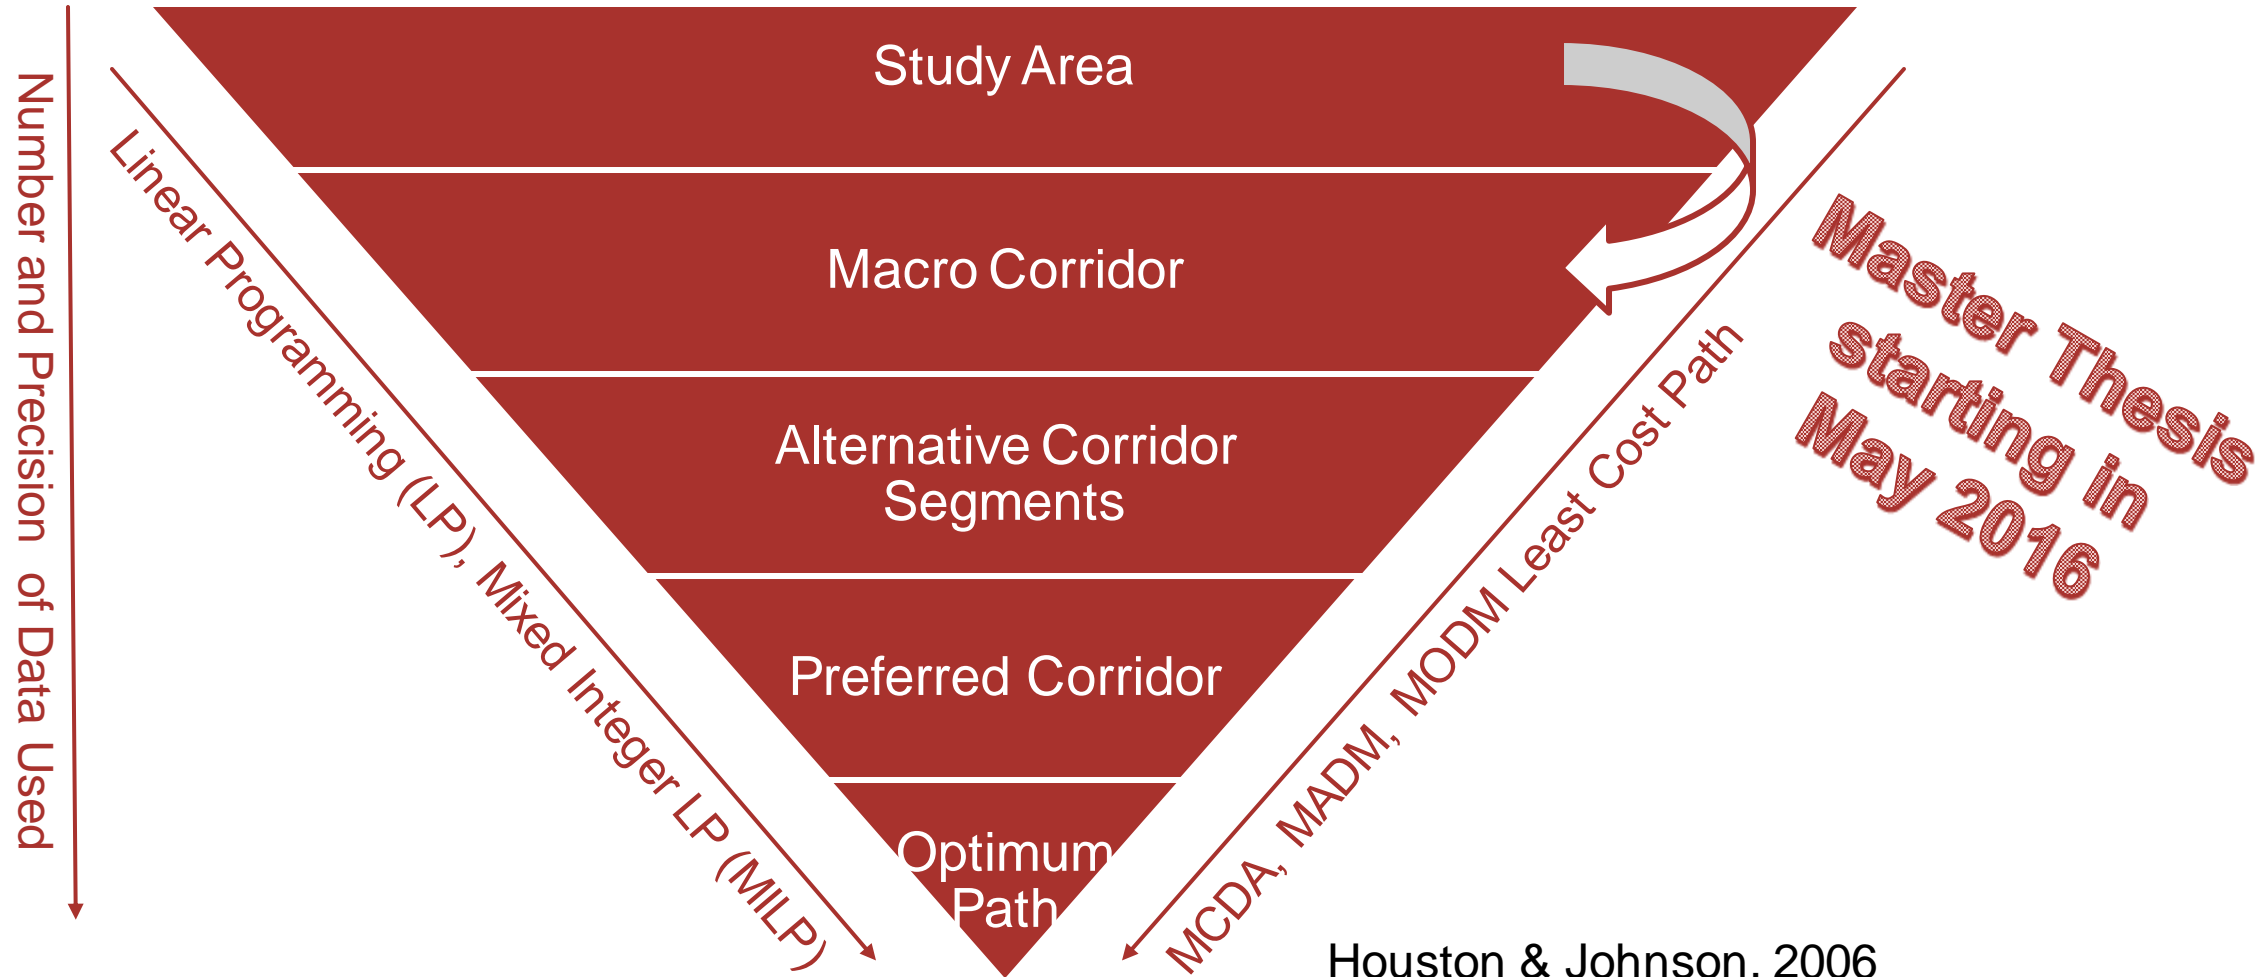 Study Area
Macro Corridor
Alternative Corridor
Segments
Preferred Corridor
Optimum
Path
Number and Precision of Data Used
Linear Programming (LP), Mixed Integer LP (MILP)
MCDA, MADM, MODM Least Cost Path
Master Thesis
starting in
May 2016
Houston & Johnson, 2006